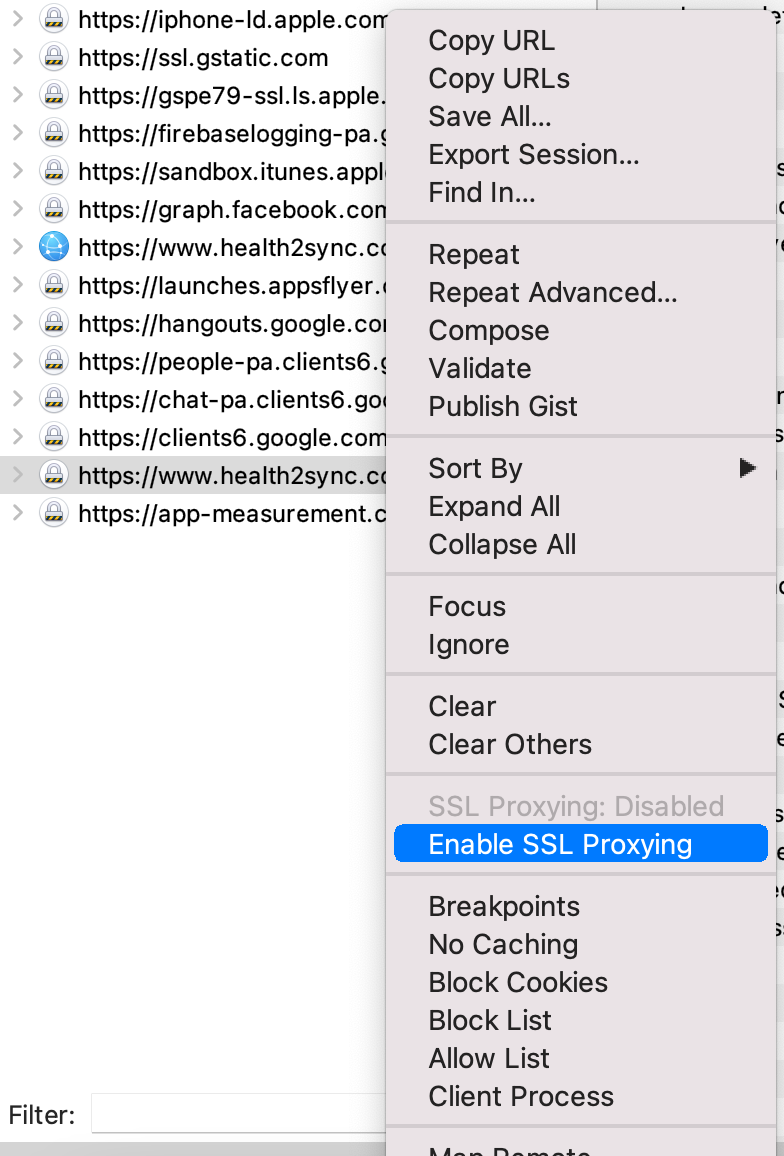 https://iphone-ld.apple.com
https://ssl.gstatic.com
https://gspe79-ssl.ls.apple.
https://firebaselogging-pa.g
https://sandbox.itunes.appl
https://graph.facebook.com
https://www.health2sync.co
https://launches.appsflyer.
https://hangouts.google.co
https://people-pa.clients6.g
https://chat-pa.clients6.goo
https://clients6.google.com
https://www.health2sync.co
https://app-measurement.c
Filter:
Copy URL
Copy URLs
Save All...
Export Session...
Find In...
Repeat
Repeat Advanced...
Compose
Validate
Publish Gist
Sort By
Expand All
Collapse All
Focus
Ignore
Clear
Clear Others
SSL Proxying: Disabled
Enable SSL Proxying
Breakpoints
No Caching
Block Cookies
Block List
Allow List
Client Process
Map Remote